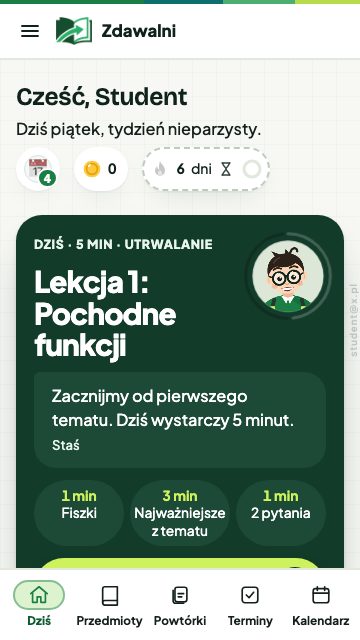 Zdawalni
Cześć, Student
Dziś piątek, tydzień nieparzysty.
17
4
0
6 dni
DZIŚ · 5 MIN · UTRWALANIE
Lekcja 1:
Pochodne
funkcji
Zacznijmy od pierwszego
tematu. Dziś wystarczy 5 minut.
Staś
1 min
Fiszki
3 min
Najważniejsze
z tematu
1 min
2 pytania
student@x.pl
Dziś
Przedmioty
Powtórki
Terminy
Kalendarz